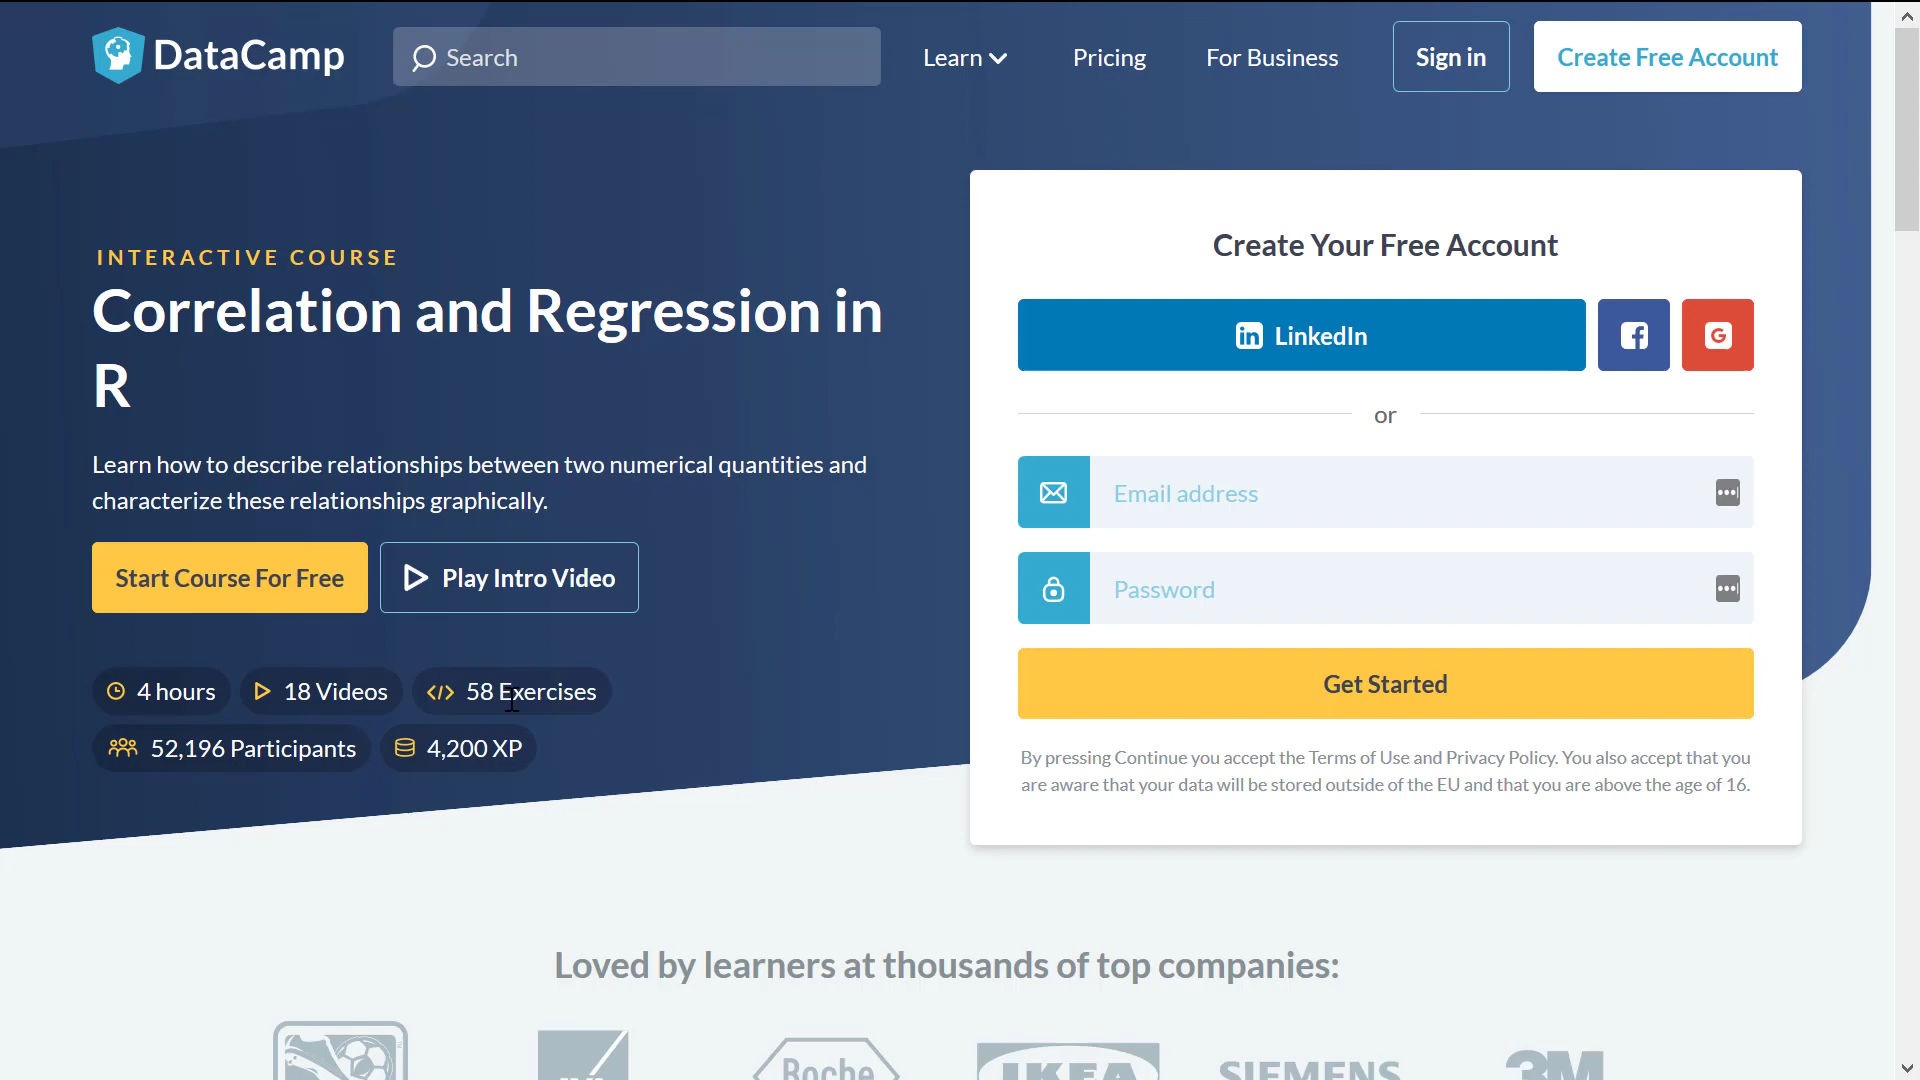 DataCamp
Search
Learn
Pricing
For Business
Sign in
Create Free Account
INTERACTIVE COURSE
Correlation and Regression in
R
Learn how to describe relationships between two numerical quantities and
characterize these relationships graphically.
Start Course For Free
Play Intro Video
4 hours
18 Videos
58 Exercises
52,196 Participants
4,200 XP
Create Your Free Account
LinkedIn
or
Email address
Password
Get Started
By pressing Continue you accept the Terms of Use and Privacy Policy. You also accept that you
are aware that your data will be stored outside of the EU and that you are above the age of 16.
Loved by learners at thousands of top companies:
Roche
IKEA
SIEMENS
3M